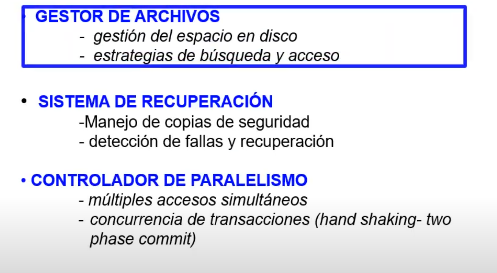 • GESTOR DE ARCHIVOS
- gestión del espacio en disco
- estrategias de búsqueda y acceso
• SISTEMA DE RECUPERACIÓN
-Manejo de copias de seguridad
- detección de fallas y recuperación
• CONTROLADOR DE PARALELISMO
- múltiples accesos simultáneos
- concurrencia de transacciones (hand shaking- two
phase commit)